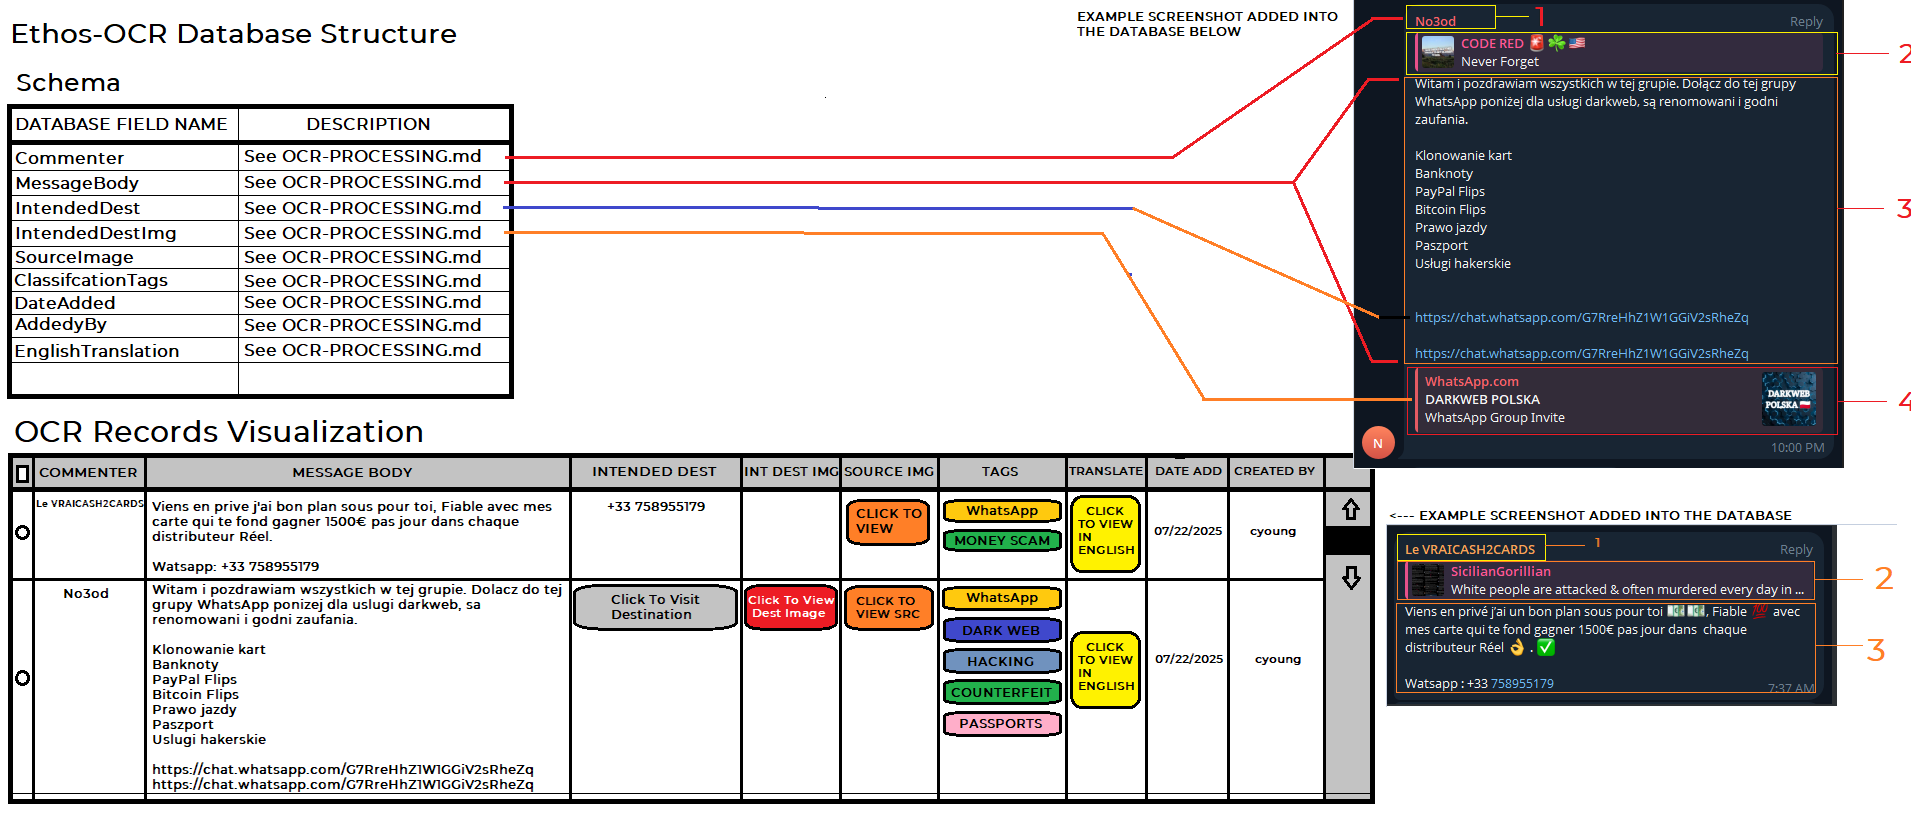 Ethos-OCR Database Structure
Schema
DATABASE FIELD NAME DESCRIPTION
Commenter See OCR-PROCESSING.md
MessageBody See OCR-PROCESSING.md
IntendedDest See OCR-PROCESSING.md
IntendedDestImg See OCR-PROCESSING.md
SourceImage See OCR-PROCESSING.md
ClassifcationTags See OCR-PROCESSING.md
DateAdded See OCR-PROCESSING.md
AddedyBy See OCR-PROCESSING.md
EnglishTranslation See OCR-PROCESSING.md
EXAMPLE SCREENSHOT ADDED INTO
THE DATABASE BELOW
No3od 1 Reply
CODE RED 🚨☘️🇺🇸
Never Forget
2
Witam i pozdrawiam wszystkich w tej grupie. Dołącz do tej grupy
WhatsApp poniżej dla usługi darkweb, są renomowani i godni
zaufania.
Klonowanie kart
Banknoty
PayPal Flips
Bitcoin Flips
Prawo jazdy
Paszport
Usługi hakerskie
3
https://chat.whatsapp.com/G7RreHhZ1W1GGiV2sRheZq
https://chat.whatsapp.com/G7RreHhZ1W1GGiV2sRheZq
WhatsApp.com
DARKWEB POLSKA
WhatsApp Group Invite
DARKWEB
POLSKA
4
N
10:00 PM
OCR Records Visualization
COMMENTER MESSAGE BODY INTENDED DEST INT DEST IMG SOURCE IMG TAGS TRANSLATE DATE ADD CREATED BY
Le VRAICASH2CARDS
Viens en prive j'ai bon plan sous pour toi, Fiable avec mes
carte qui te fond gagner 1500€ pas jour dans chaque
distributeur Réel.
Watsapp: +33 758955179
+33 758955179
CLICK TO
VIEW
WhatsApp
MONEY SCAM
CLICK
TO VIEW
IN
ENGLISH
07/22/2025
cyoung
No3od
Witam i pozdrawiam wszystkich w tej grupie. Dolacz do tej
grupy WhatsApp ponizej dla uslugi darkweb, sa
renomowani i godni zaufania.
Klonowanie kart
Banknoty
PayPal Flips
Bitcoin Flips
Prawo jazdy
Paszport
Uslugi hakerskie
https://chat.whatsapp.com/G7RreHhZ1W1GGiV2sRheZq
https://chat.whatsapp.com/G7RreHhZ1W1GGiV2sRheZq
Click To Visit
Destination
Click To View
Dest Image
CLICK TO
VIEW SRC
WhatsApp
DARK WEB
HACKING
COUNTERFEIT
PASSPORTS
CLICK
TO VIEW
IN
ENGLISH
07/22/2025
cyoung
<--- EXAMPLE SCREENSHOT ADDED INTO THE DATABASE
Le VRAICASH2CARDS 1 Reply
SicilianGorillian
White people are attacked & often murdered every day in ...
2
Viens en privé j'ai un bon plan sous pour toi 💵💵, Fiable 💯 avec
mes carte qui te fond gagner 1500€ pas jour dans chaque
distributeur Réel 👌 . ✅
3
Watsapp : +33 758955179
7:37 AM